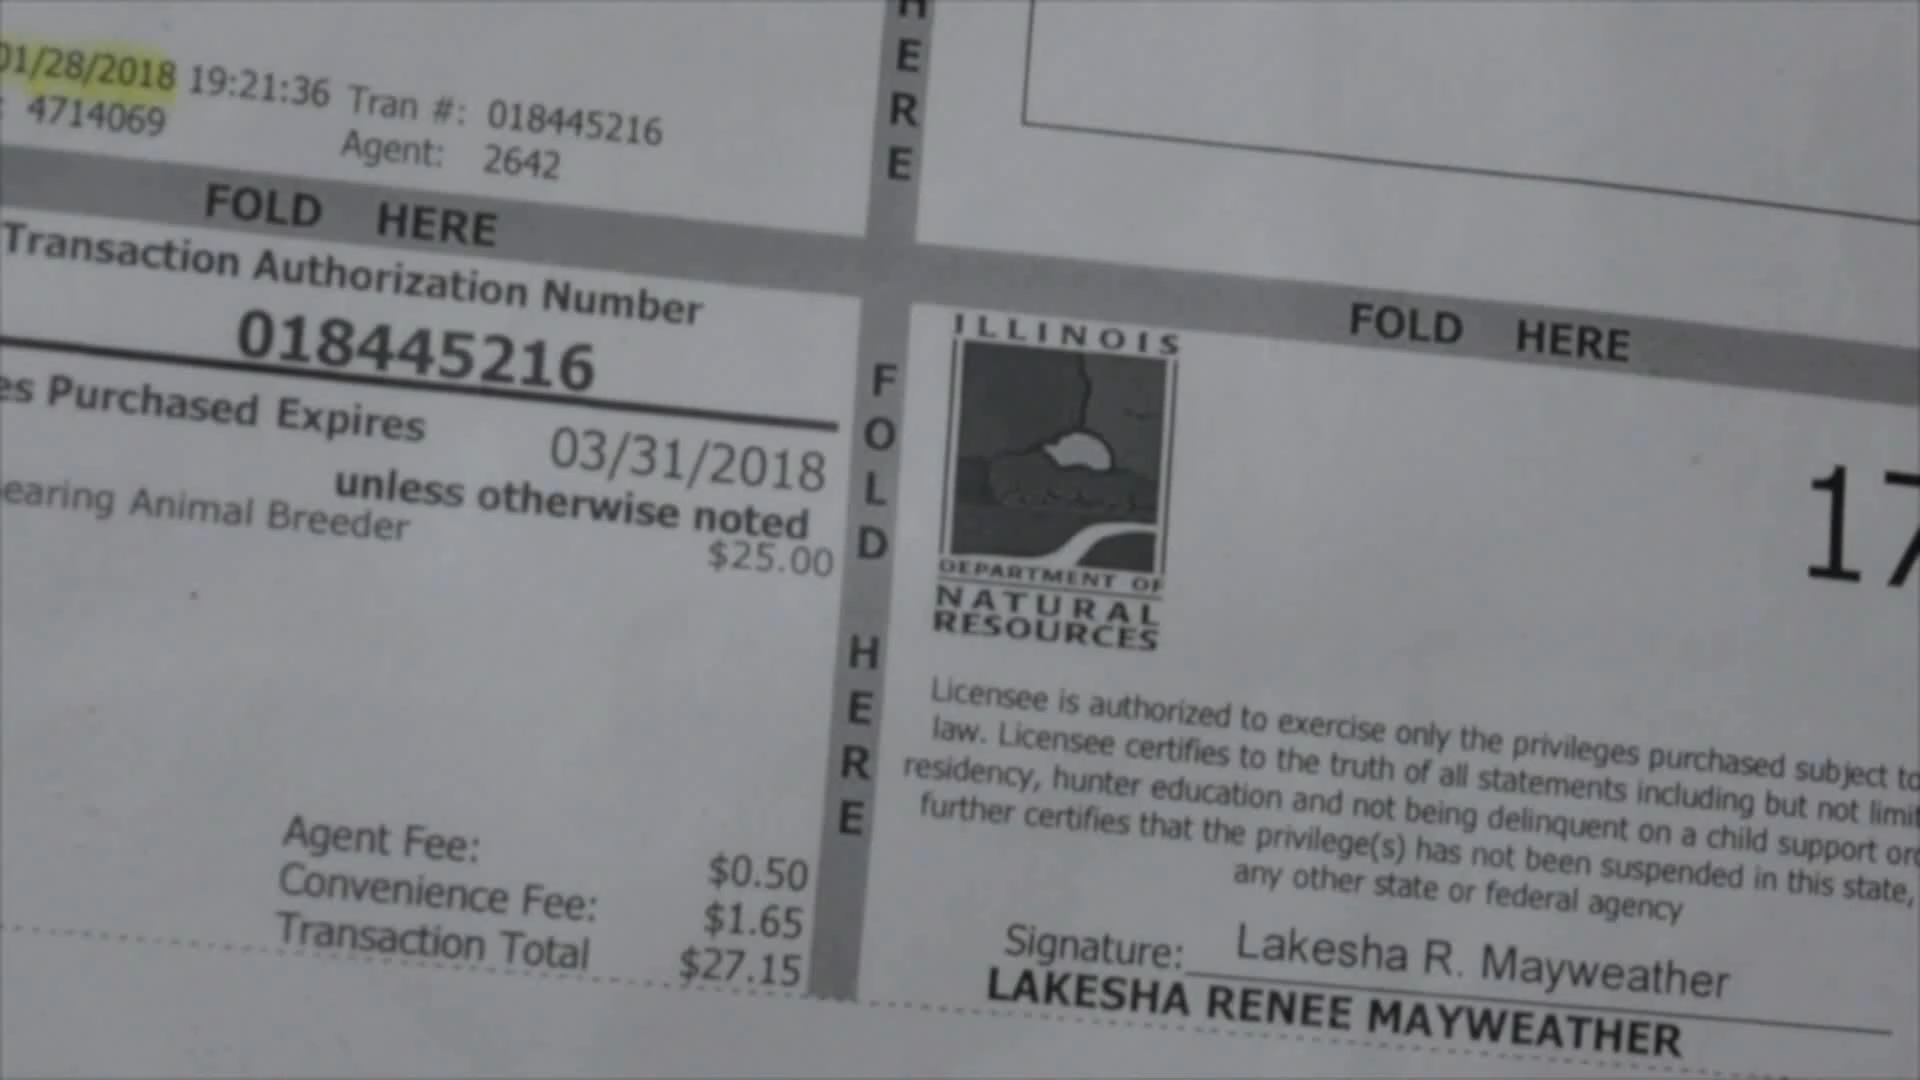 01/28/2018 19:21:36 Tran #: 018445216
: 4714069 Agent: 2642
FOLD HERE
Transaction Authorization Number
018445216
es Purchased Expires 03/31/2018
unless otherwise noted
earing Animal Breeder $25.00
Agent Fee: $0.50
Convenience Fee: $1.65
Transaction Total $27.15
HERE
FOLD HERE
FOLD HERE
ILLINOIS
DEPARTMENT OF
NATURAL
RESOURCES
17
Licensee is authorized to exercise only the privileges purchased subject to
law. Licensee certifies to the truth of all statements including but not limit
residency, hunter education and not being delinquent on a child support ord
further certifies that the privilege(s) has not been suspended in this state,
any other state or federal agency
Signature: Lakesha R. Mayweather
LAKESHA RENEE MAYWEATHER